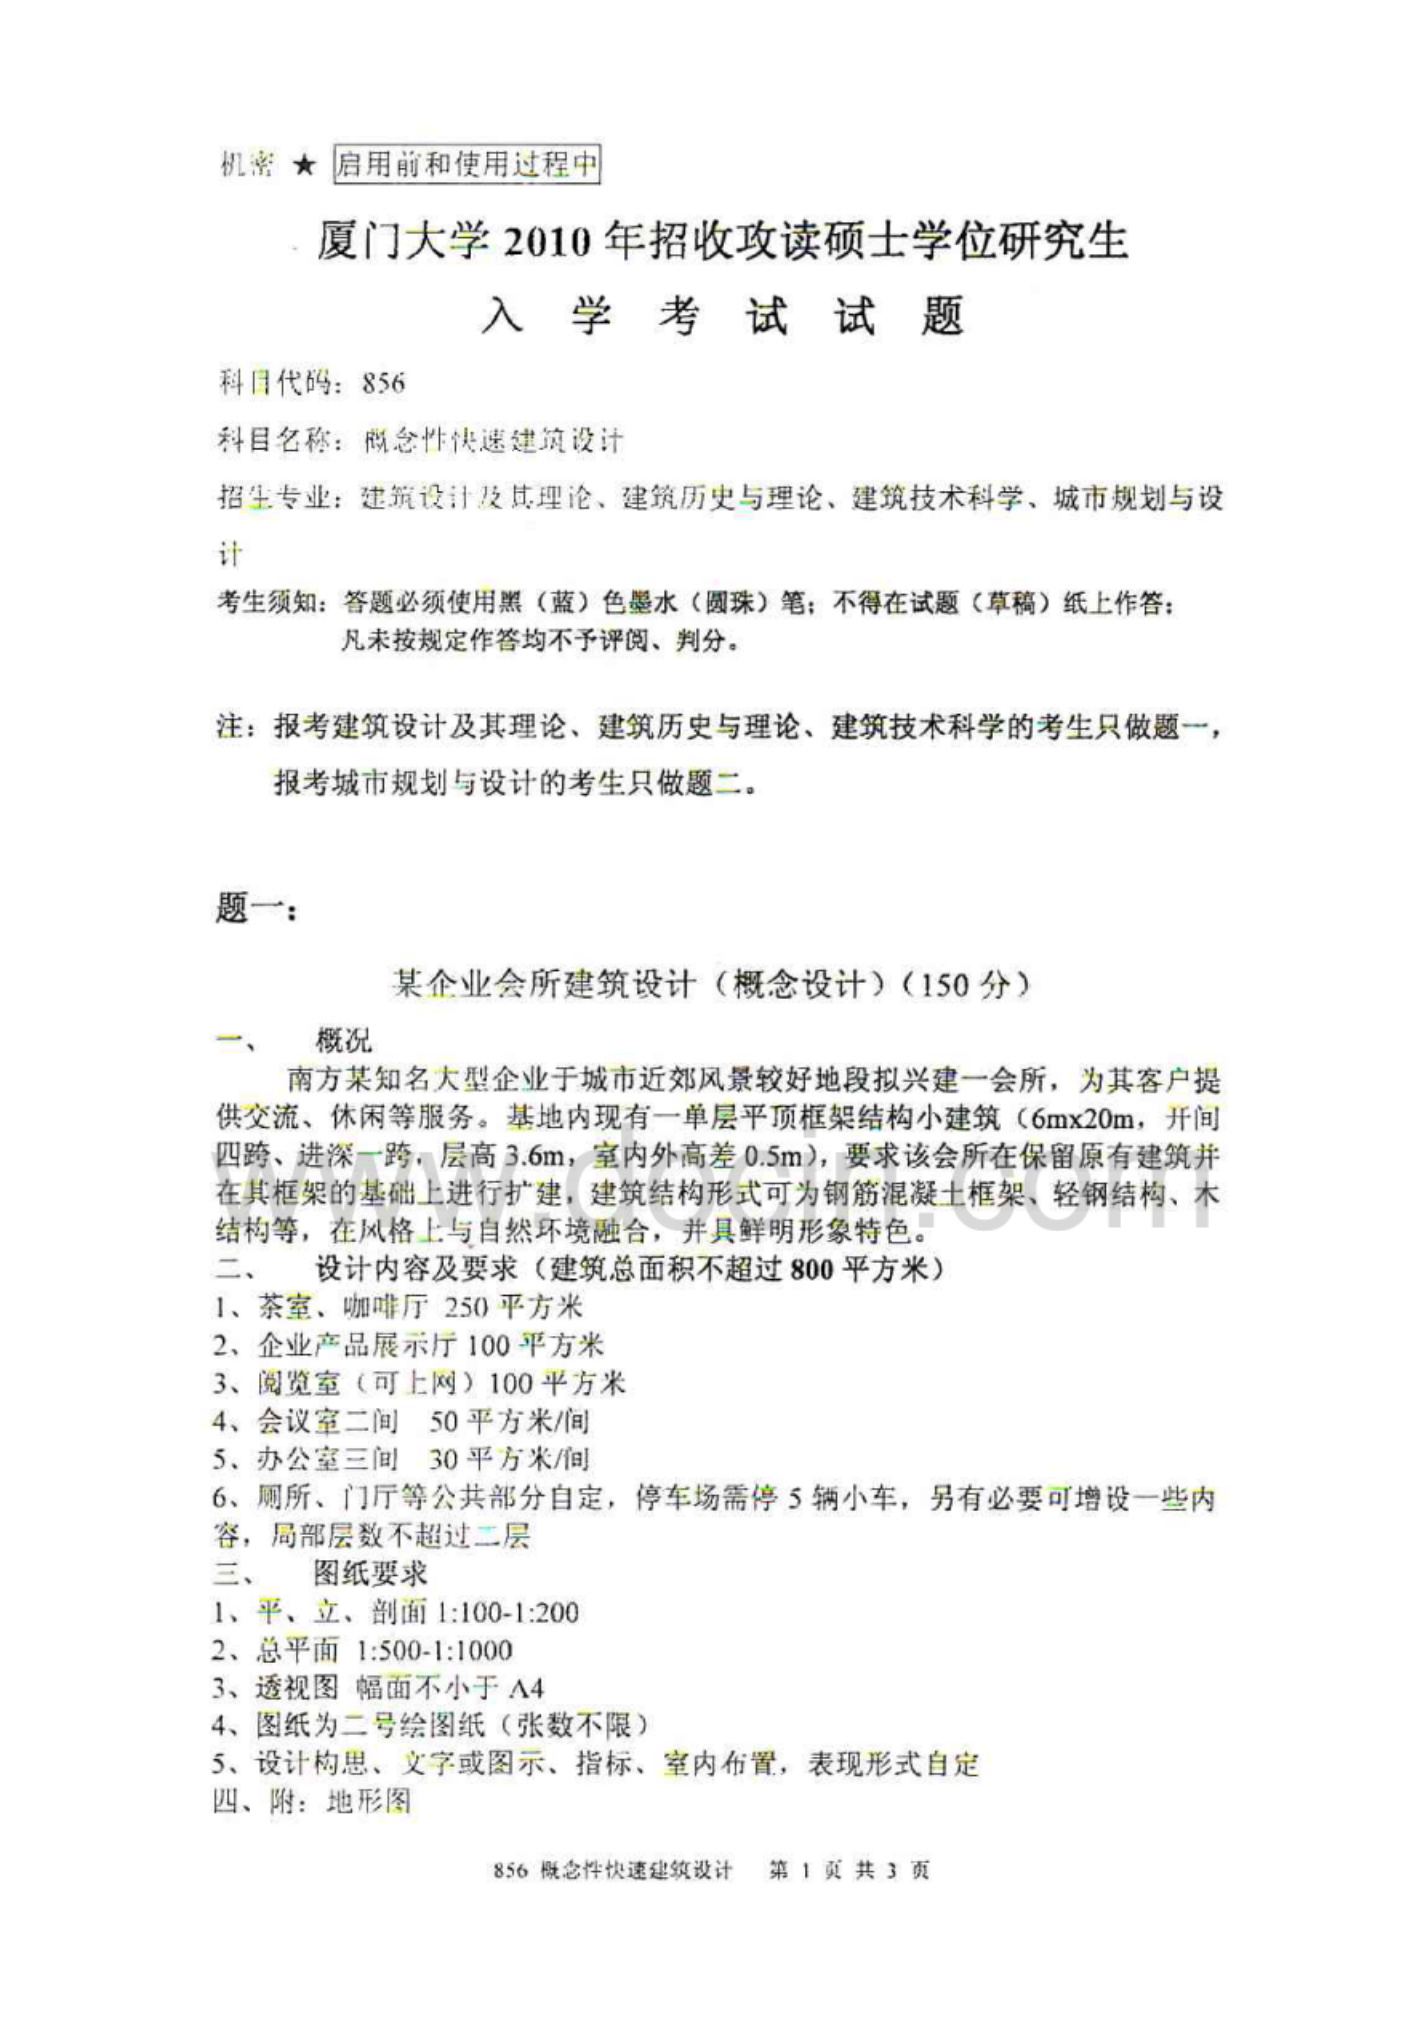 机密 ★ 启用前和使用过程中
厦门大学 2010 年招收攻读硕士学位研究生
入 学 考 试 试 题
科目代码：856
科目名称：概念性快速建筑设计
招生专业：建筑设计及其理论、建筑历史与理论、建筑技术科学、城市规划与设
计
考生须知：答题必须使用黑（蓝）色墨水（圆珠）笔；不得在试题（草稿）纸上作答；
凡未按规定作答均不予评阅、判分。
注：报考建筑设计及其理论、建筑历史与理论、建筑技术科学的考生只做题一，
报考城市规划与设计的考生只做题二。
题一：
某企业会所建筑设计（概念设计）（150 分）
一、 概况
南方某知名大型企业于城市近郊风景较好地段拟兴建一会所，为其客户提
供交流、休闲等服务。基地内现有一单层平顶框架结构小建筑（6mx20m，开间
四跨、进深一跨，层高 3.6m，室内外高差 0.5m），要求该会所在保留原有建筑并
在其框架的基础上进行扩建，建筑结构形式可为钢筋混凝土框架、轻钢结构、木
结构等，在风格上与自然环境融合，并具鲜明形象特色。
www.docin.com
二、 设计内容及要求（建筑总面积不超过 800 平方米）
1、茶室、咖啡厅 250 平方米
2、企业产品展示厅 100 平方米
3、阅览室（可上网）100 平方米
4、会议室二间 50 平方米/间
5、办公室三间 30 平方米/间
6、厕所、门厅等公共部分自定，停车场需停 5 辆小车，另有必要可增设一些内
容，局部层数不超过二层
三、 图纸要求
1、平、立、剖面 1:100-1:200
2、总平面 1:500-1:1000
3、透视图 幅面不小于 A4
4、图纸为二号绘图纸（张数不限）
5、设计构思、文字或图示、指标、室内布置，表现形式自定
四、附：地形图
856 概念性快速建筑设计 第 1 页 共 3 页